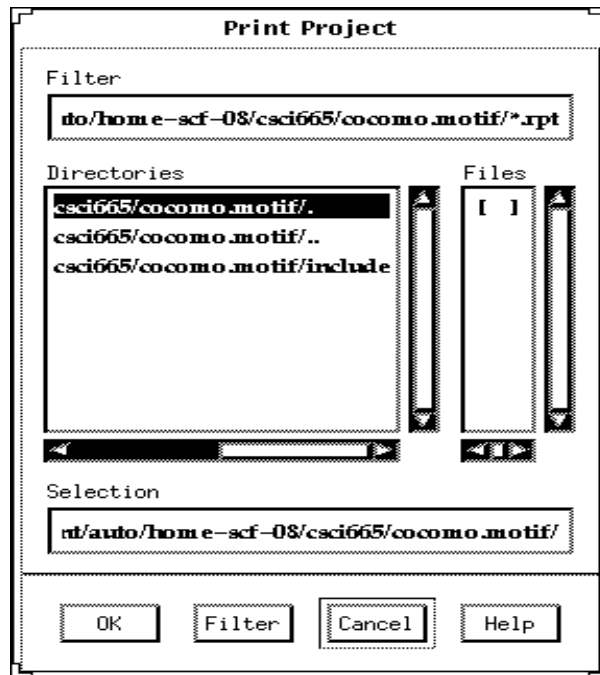 Print Project
Filter
to/home-scf-08/csci665/cocomo.motif/*.rpt
Directories
Files
csci665/cocomo.motif/.
[ ]
csci665/cocomo.motif/..
csci665/cocomo.motif/include
Selection
nt/auto/home-scf-08/csci665/cocomo.motif/
OK
Filter
Cancel
Help